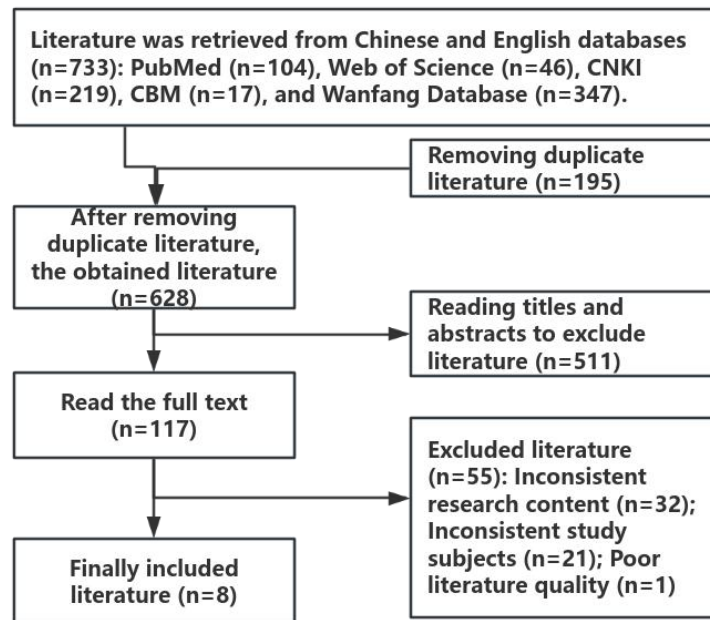 Literature was retrieved from Chinese and English databases
(n=733): PubMed (n=104), Web of Science (n=46), CNKI
(n=219), CBM (n=17), and Wanfang Database (n=347).
Removing duplicate
literature (n=195)
After removing
duplicate literature,
the obtained literature
(n=628)
Reading titles and
abstracts to exclude
literature (n=511)
Read the full text
(n=117)
Excluded literature
(n=55): Inconsistent
research content (n=32);
Inconsistent study
subjects (n=21); Poor
literature quality (n=1)
Finally included
literature (n=8)